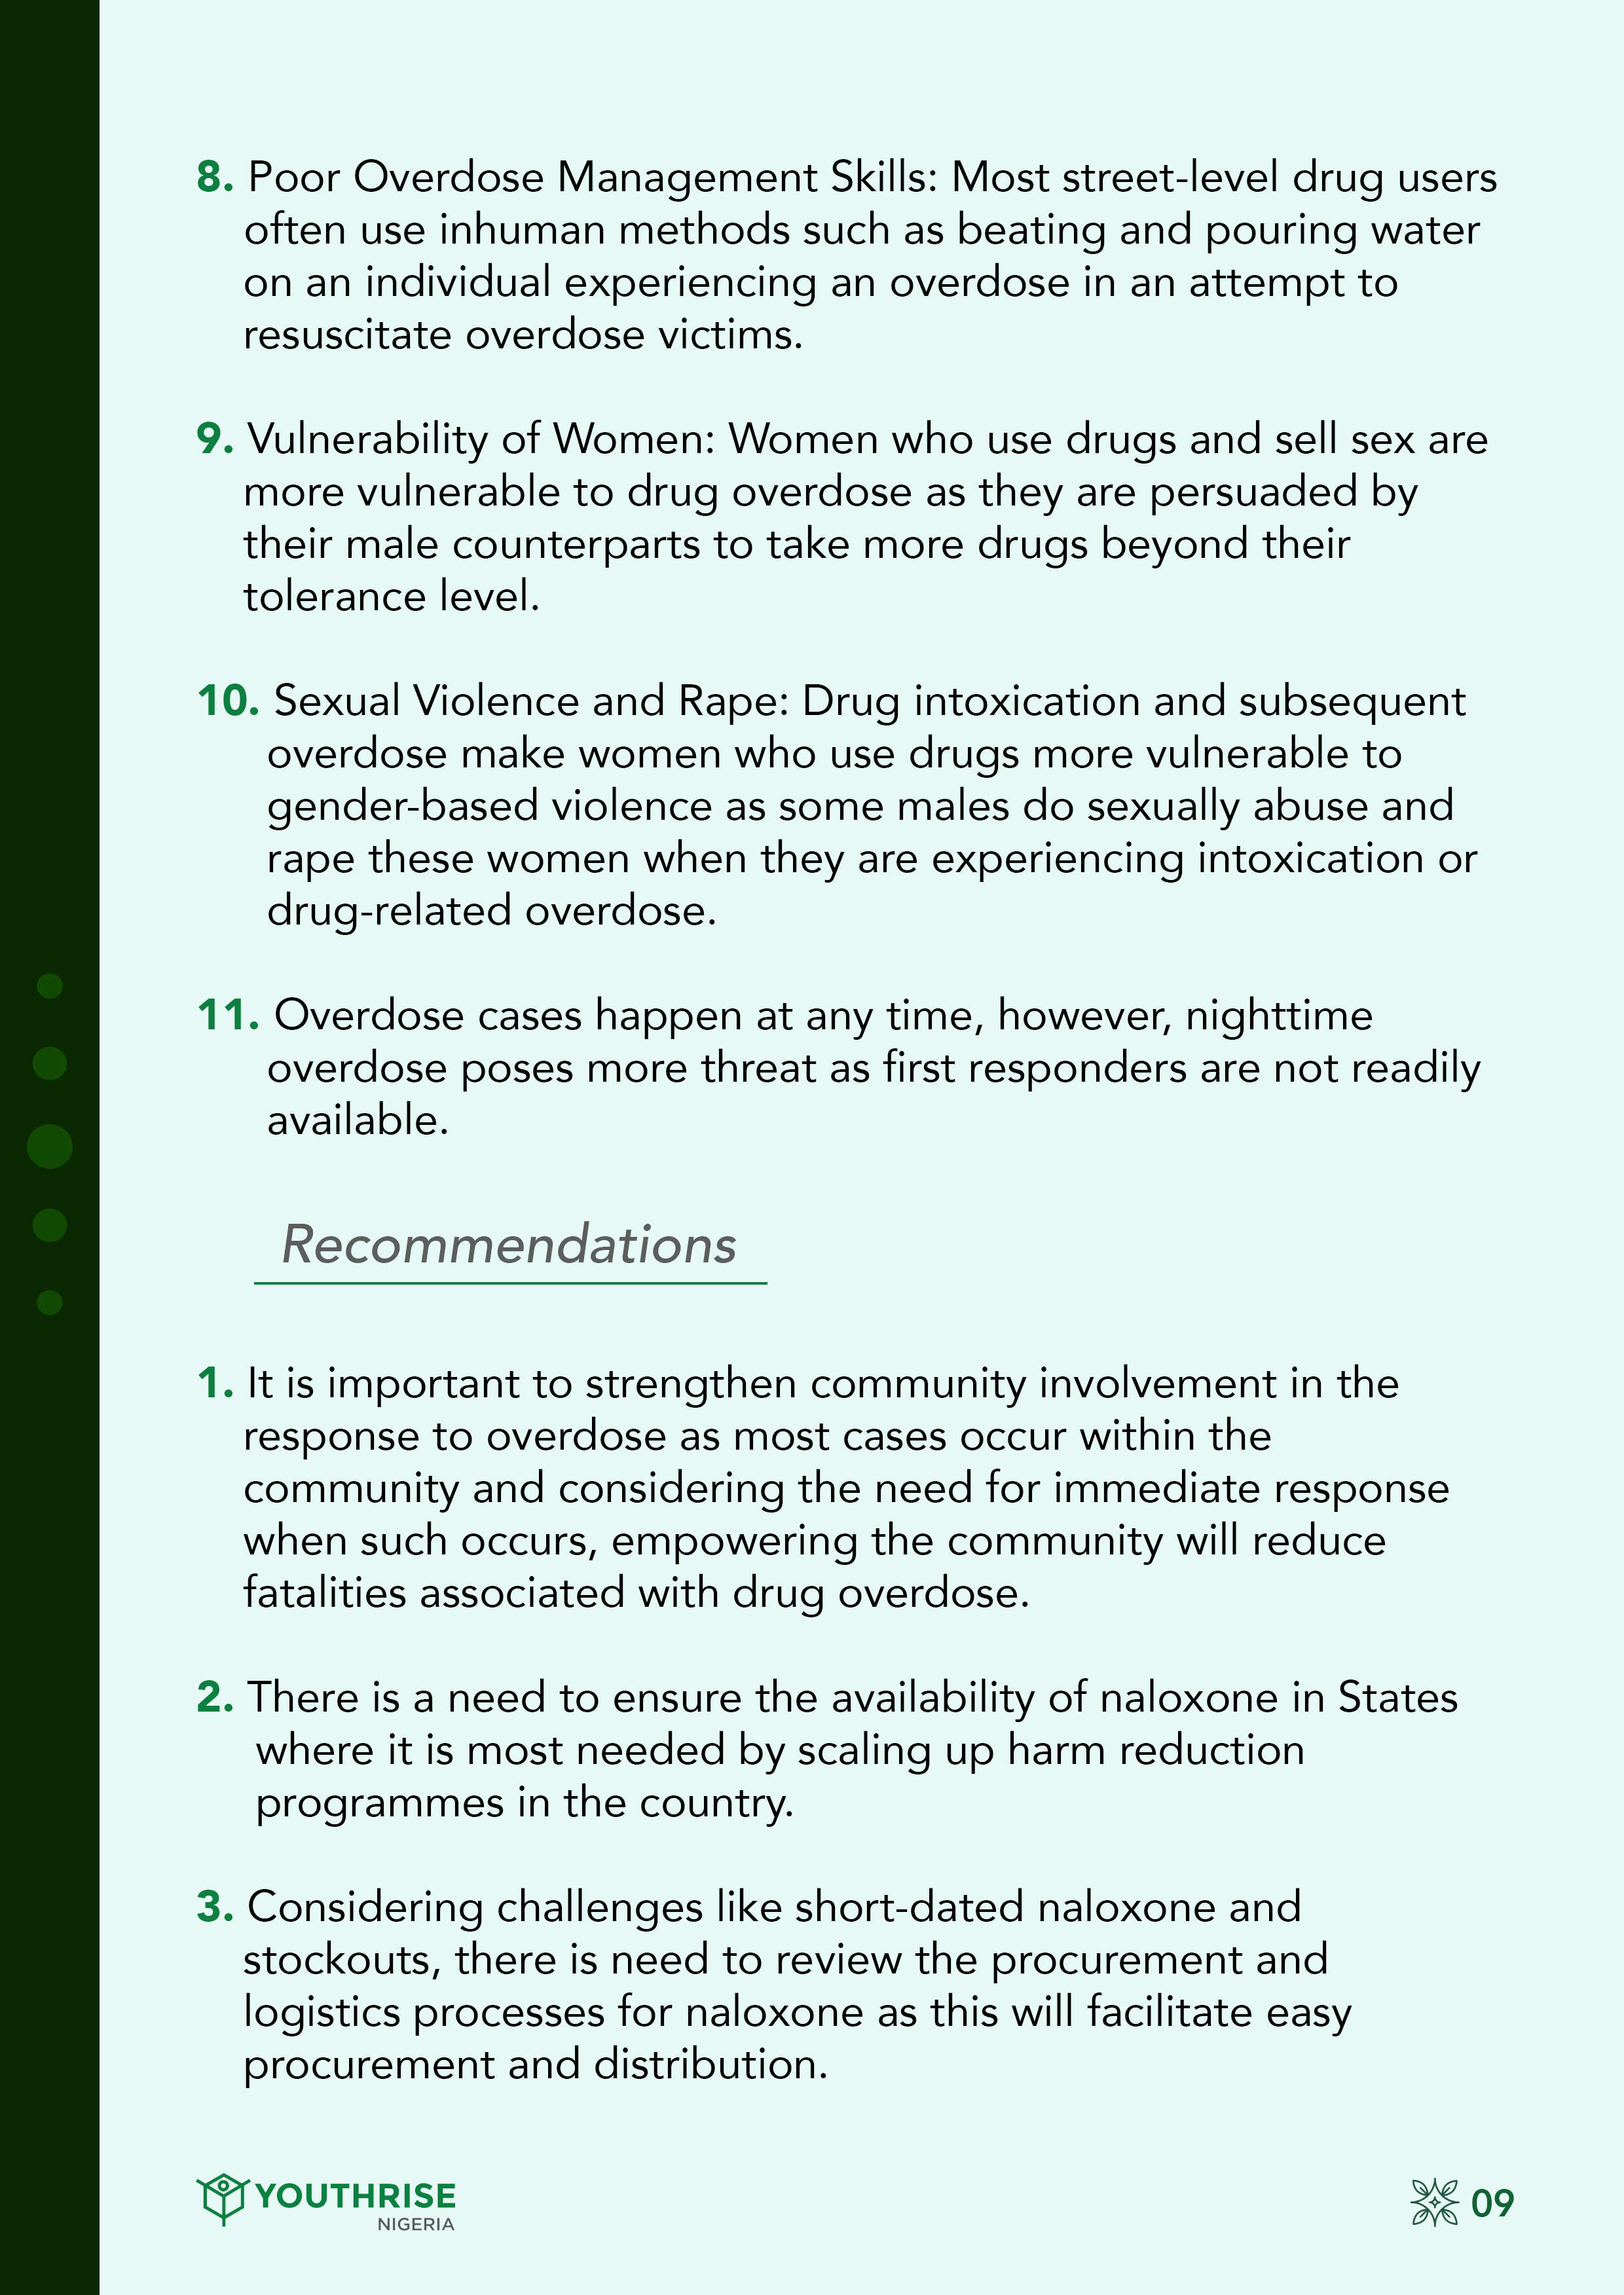 8. Poor Overdose Management Skills: Most street-level drug users
often use inhuman methods such as beating and pouring water
on an individual experiencing an overdose in an attempt to
resuscitate overdose victims.
9. Vulnerability of Women: Women who use drugs and sell sex are
more vulnerable to drug overdose as they are persuaded by
their male counterparts to take more drugs beyond their
tolerance level.
10. Sexual Violence and Rape: Drug intoxication and subsequent
overdose make women who use drugs more vulnerable to
gender-based violence as some males do sexually abuse and
rape these women when they are experiencing intoxication or
drug-related overdose.
11. Overdose cases happen at any time, however, nighttime
overdose poses more threat as first responders are not readily
available.
Recommendations
1. It is important to strengthen community involvement in the
response to overdose as most cases occur within the
community and considering the need for immediate response
when such occurs, empowering the community will reduce
fatalities associated with drug overdose.
2. There is a need to ensure the availability of naloxone in States
where it is most needed by scaling up harm reduction
programmes in the country.
3. Considering challenges like short-dated naloxone and
stockouts, there is need to review the procurement and
logistics processes for naloxone as this will facilitate easy
procurement and distribution.
YOUTHRISE
NIGERIA
09